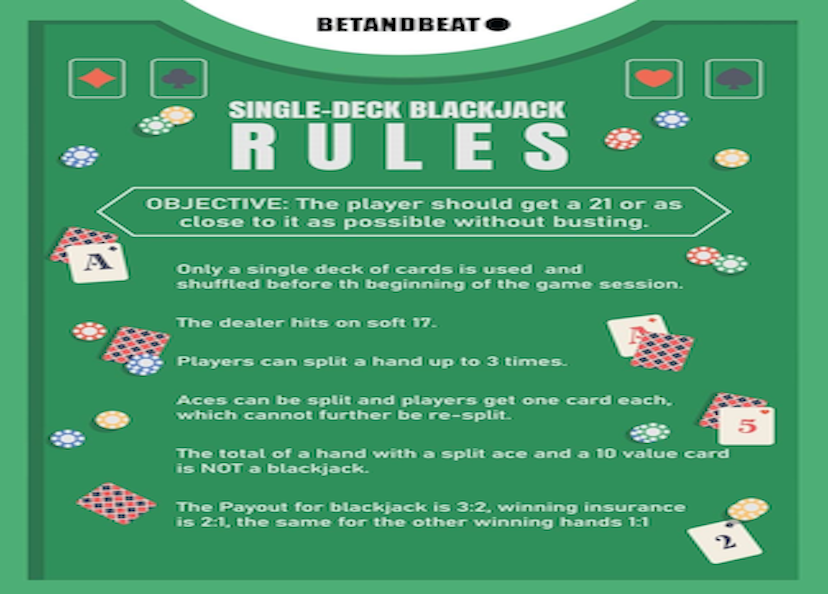 BETANDBEAT
SINGLE-DECK BLACKJACK
RULES
OBJECTIVE: The player should get a 21 or as
close to it as possible without busting.
A
Only a single deck of cards is used and
shuffled before th beginning of the game session.
The dealer hits on soft 17.
A
Players can split a hand up to 3 times.
Aces can be split and players get one card each,
which cannot further be re-split.
5
The total of a hand with a split ace and a 10 value card
is NOT a blackjack.
The Payout for blackjack is 3:2, winning insurance
is 2:1, the same for the other winning hands 1:1
2